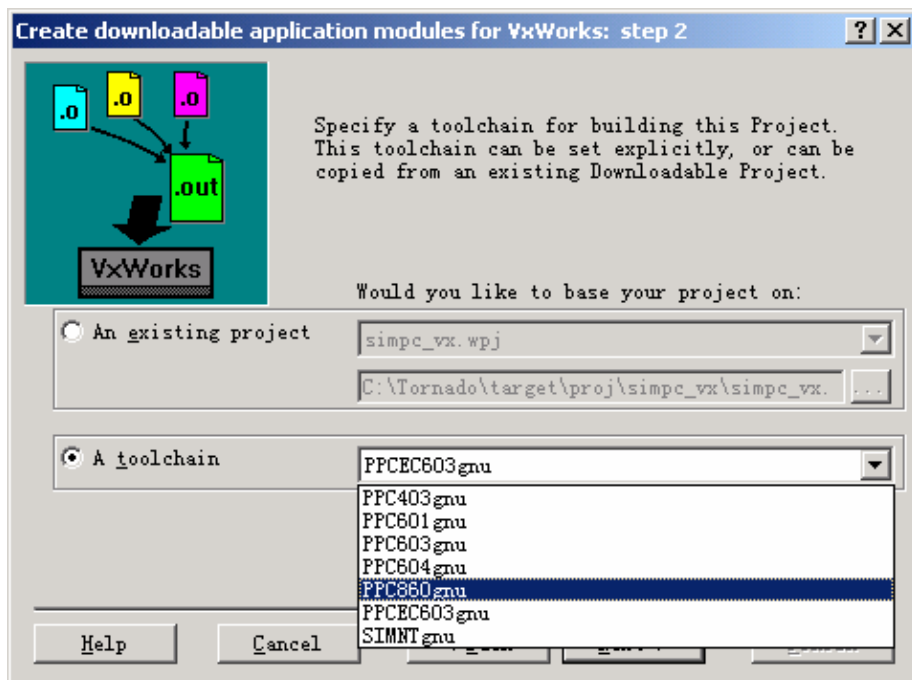 Create downloadable application modules for VxWorks: step 2
.o
.o
.o
.out
VxWorks
Specify a toolchain for building this Project.
This toolchain can be set explicitly, or can be
copied from an existing Downloadable Project.
Would you like to base your project on:
An existing project
simpc_vx.wpj
C:\Tornado\target\proj\simpc_vx\simpc_vx.
...
A toolchain
PPCEC603gnu
PPC403gnu
PPC601gnu
PPC603gnu
PPC604gnu
PPC860gnu
PPCEC603gnu
SIMNTgnu
Help
Cancel